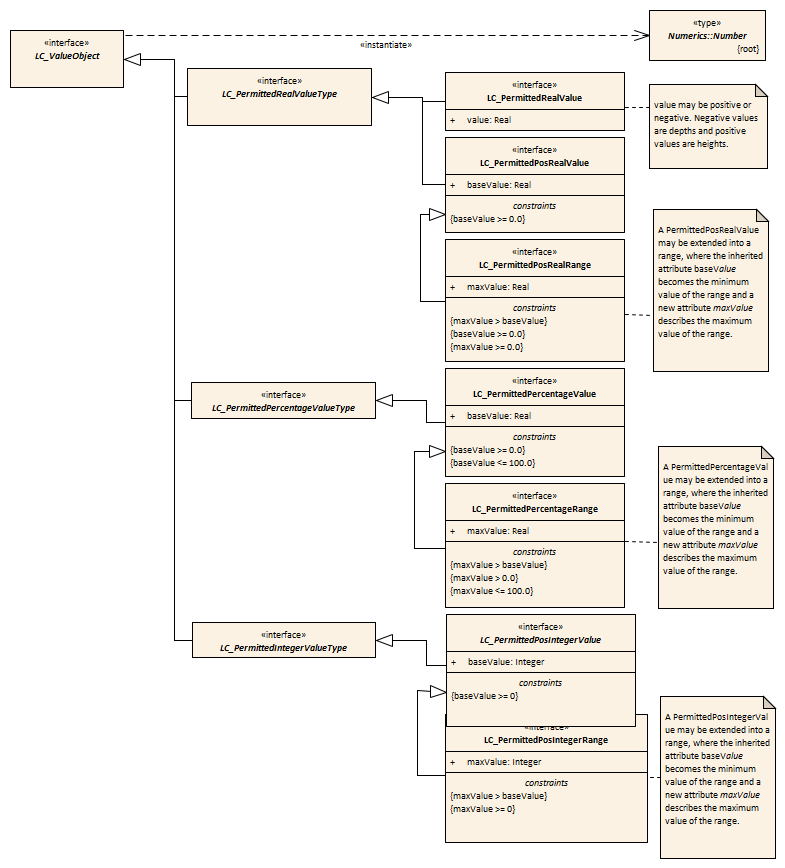 «interface»
LC_ValueObject
«instantiate»
«type»
Numerics::Number
{root}
«interface»
LC_PermittedRealValueType
«interface»
LC_PermittedRealValue
+ value: Real
value may be positive or
negative. Negative values
are depths and positive
values are heights.
«interface»
LC_PermittedPosRealValue
+ baseValue: Real
constraints
{baseValue >= 0.0}
«interface»
LC_PermittedPosRealRange
+ maxValue: Real
constraints
{maxValue > baseValue}
{baseValue >= 0.0}
{maxValue >= 0.0}
A PermittedPosRealValue
may be extended into a
range, where the inherited
attribute baseValue
becomes the minimum
value of the range and a
new attribute maxValue
describes the maximum
value of the range.
«interface»
LC_PermittedPercentageValueType
«interface»
LC_PermittedPercentageValue
+ baseValue: Real
constraints
{baseValue >= 0.0}
{baseValue <= 100.0}
«interface»
LC_PermittedPercentageRange
+ maxValue: Real
constraints
{maxValue > baseValue}
{maxValue > 0.0}
{maxValue <= 100.0}
A PermittedPercentageVal
ue may be extended into a
range, where the inherited
attribute baseValue
becomes the minimum
value of the range and a
new attribute maxValue
describes the maximum
value of the range.
«interface»
LC_PermittedIntegerValueType
«interface»
LC_PermittedPosIntegerValue
+ baseValue: Integer
constraints
{baseValue >= 0}
«interface»
LC_PermittedPosIntegerRange
+ maxValue: Integer
constraints
{maxValue > baseValue}
{maxValue >= 0}
A PermittedPosIntegerVal
ue may be extended into a
range, where the inherited
attribute baseValue
becomes the minimum
value of the range and a
new attribute maxValue
describes the maximum
value of the range.